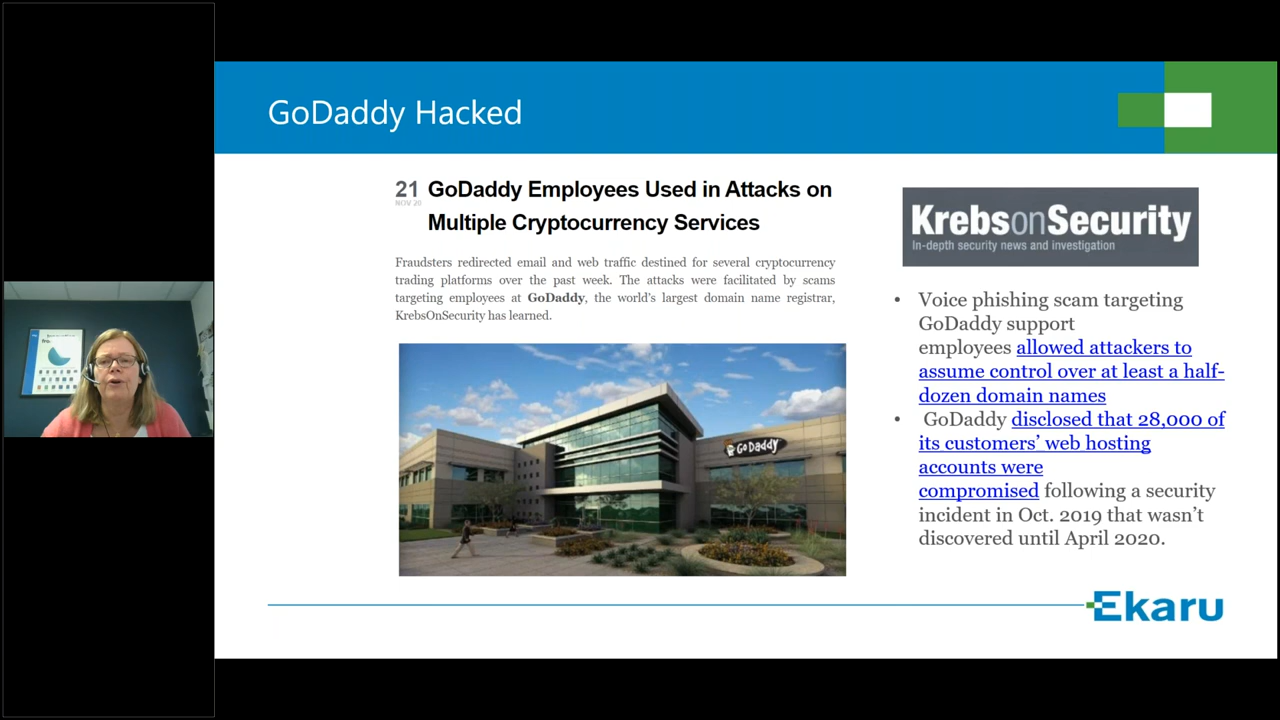 GoDaddy Hacked
21
NOV 20
GoDaddy Employees Used in Attacks on
Multiple Cryptocurrency Services
Fraudsters redirected email and web traffic destined for several cryptocurrency
trading platforms over the past week. The attacks were facilitated by scams
targeting employees at GoDaddy, the world's largest domain name registrar,
KrebsOnSecurity has learned.
GoDaddy
KrebsonSecurity
In-depth security news and investigation
• Voice phishing scam targeting
GoDaddy support
employees allowed attackers to
assume control over at least a half-
dozen domain names
• GoDaddy disclosed that 28,000 of
its customers’ web hosting
accounts were
compromised following a security
incident in Oct. 2019 that wasn’t
discovered until April 2020.
Ekaru